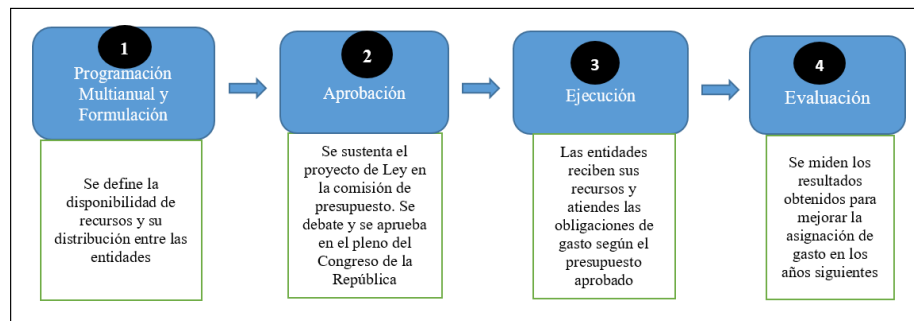 1
Programación
Multianual y
Formulación
Se define la
disponibilidad de
recursos y su
distribución entre las
entidades
2
Aprobación
Se sustenta el
proyecto de Ley en
la comisión de
presupuesto. Se
debate y se aprueba
en el pleno del
Congreso de la
República
3
Ejecución
Las entidades
reciben sus
recursos y
atiendes las
obligaciones de
gasto según el
presupuesto
aprobado
4
Evaluación
Se miden los
resultados
obtenidos para
mejorar la
asignación de
gasto en los
años siguientes